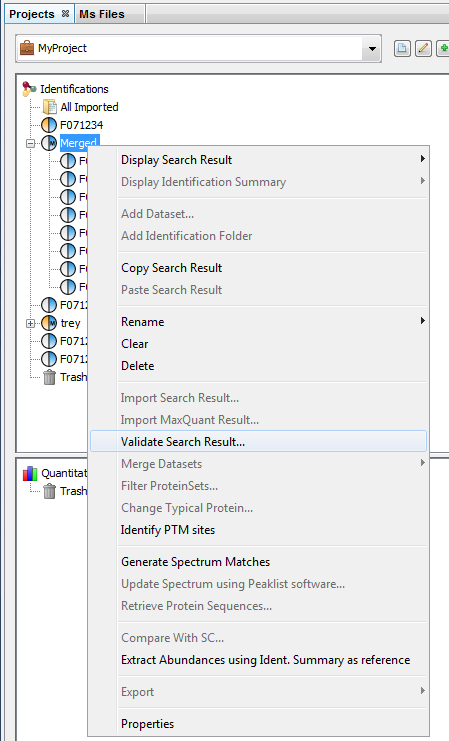 Projects
Ms Files
MyProject
Identifications
All Imported
F071234
Merged
F
F
F
F
F
F
F
F
F071
trey
F071
F071
Trash
Display Search Result
Display Identification Summary
Add Dataset...
Add Identification Folder
Copy Search Result
Paste Search Result
Rename
Clear
Delete
Import Search Result...
Import MaxQuant Result...
Validate Search Result...
Merge Datasets
Filter ProteinSets...
Change Typical Protein...
Identify PTM sites
Generate Spectrum Matches
Update Spectrum using Peaklist software...
Retrieve Protein Sequences...
Compare With SC...
Extract Abundances using Ident. Summary as reference
Export
Properties
Quantitat
Trash